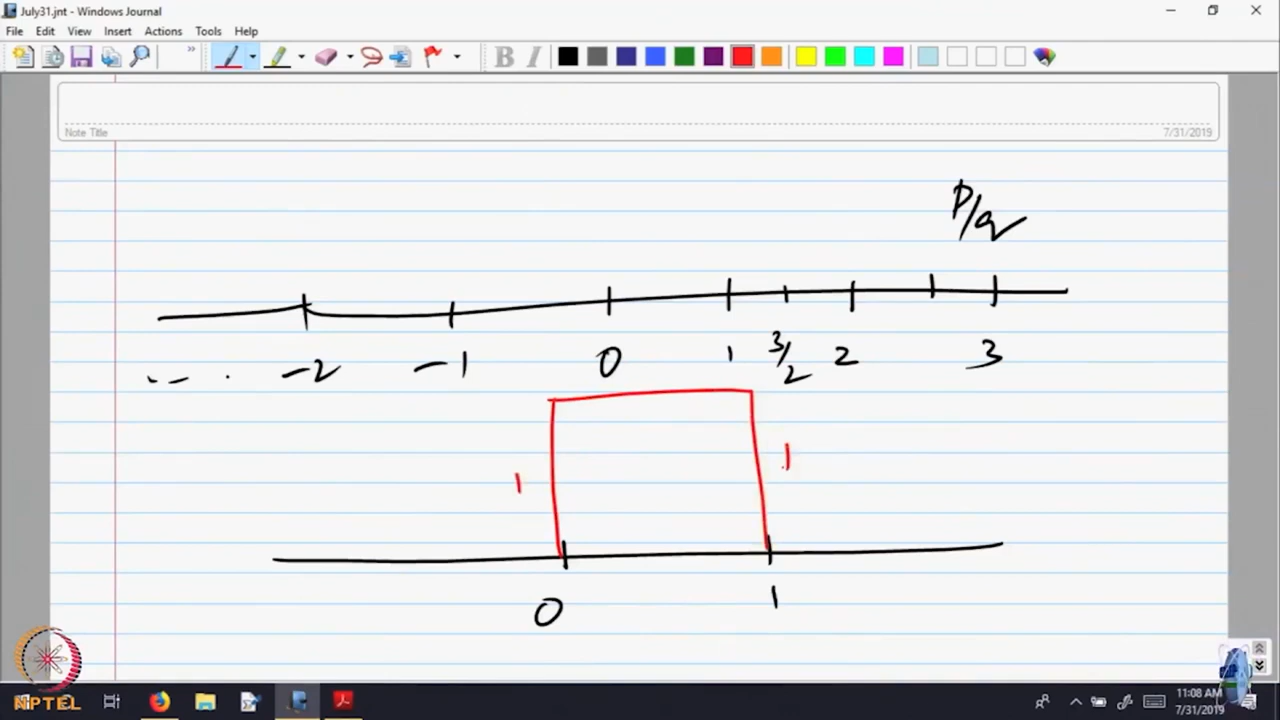 July31.jnt - Windows Journal
File Edit View Insert Actions Tools Help
B I
Note Title
7/31/2019
P/q
-2 -1 0 1 3/2 2 3
1 1
0 1
NPTEL
11:08 AM
7/31/2019